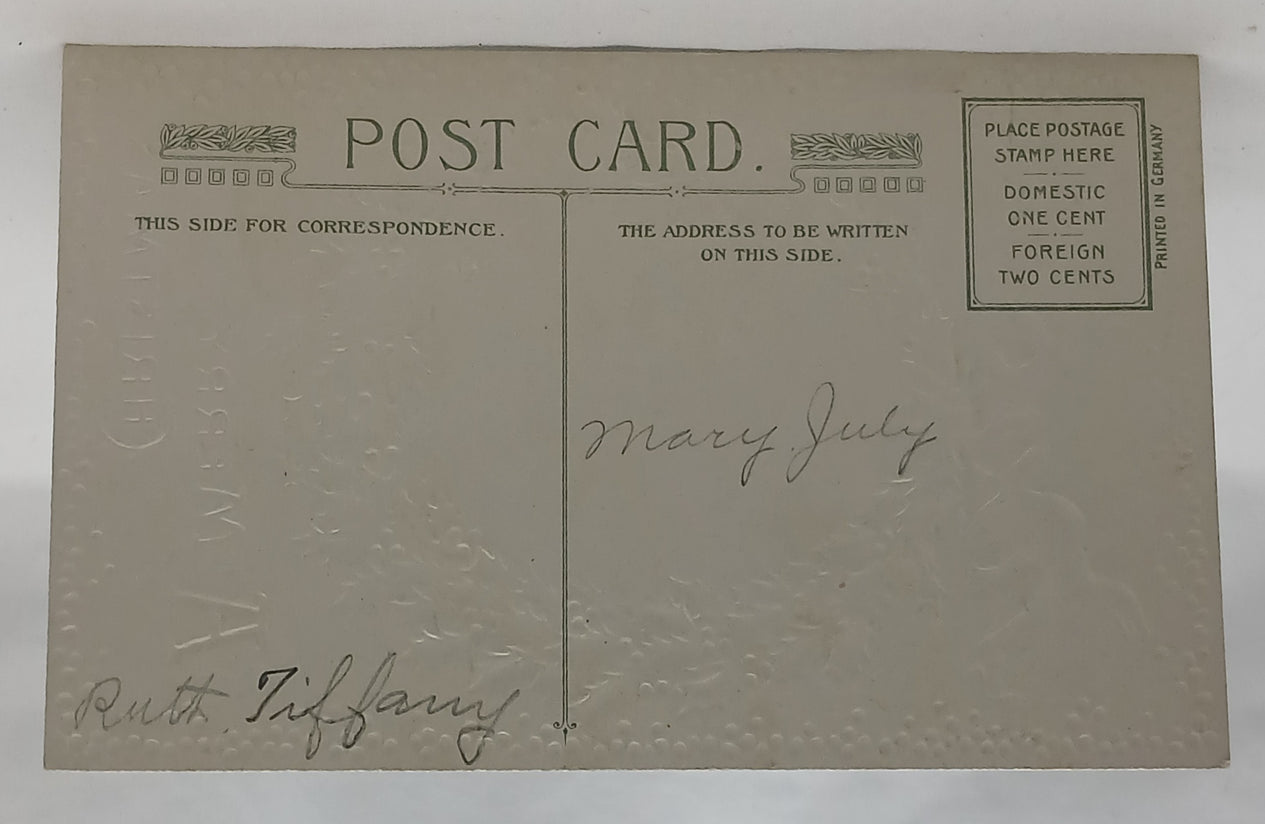 POST CARD.
THIS SIDE FOR CORRESPONDENCE.
THE ADDRESS TO BE WRITTEN
ON THIS SIDE.
PLACE POSTAGE
STAMP HERE
DOMESTIC
ONE CENT
FOREIGN
TWO CENTS
PRINTED IN GERMANY
Mary July
Ruth Tiffany
A MERRY